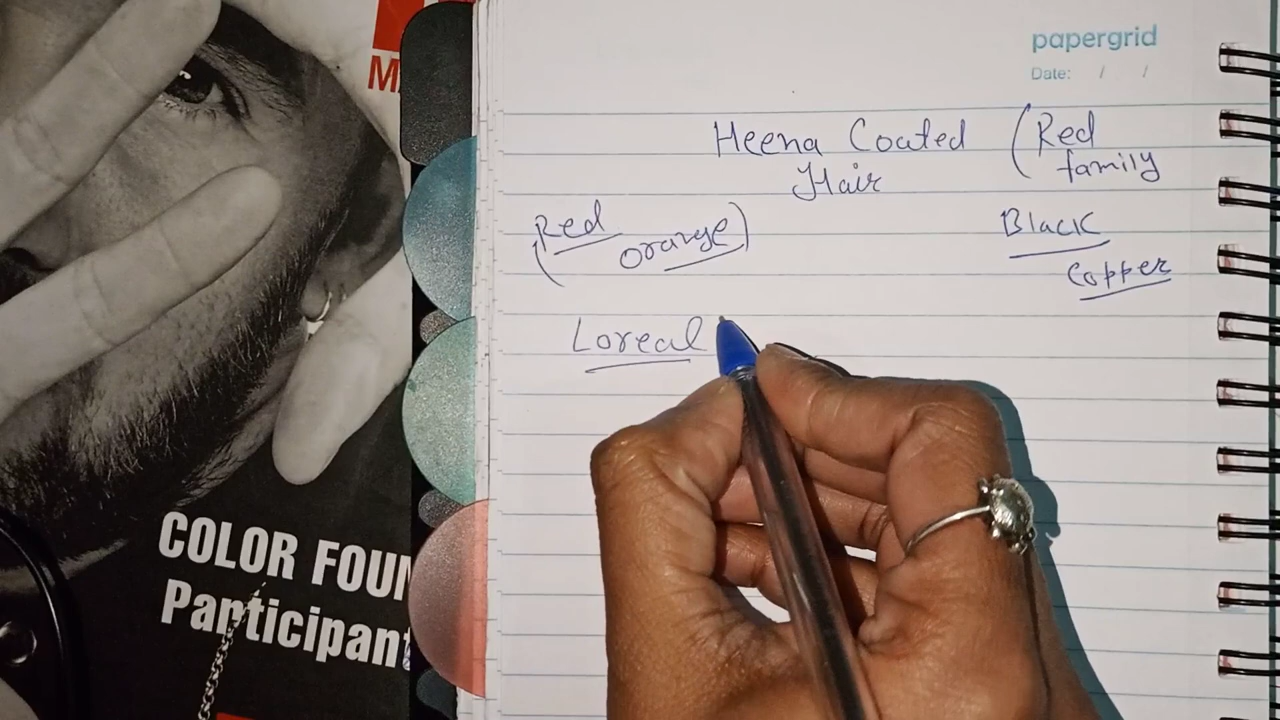 M
COLOR FOUN
Participant
papergrid
Date: / /
Heena Coated (Red
Hair family
(Red orange) Black
Copper
Loreal